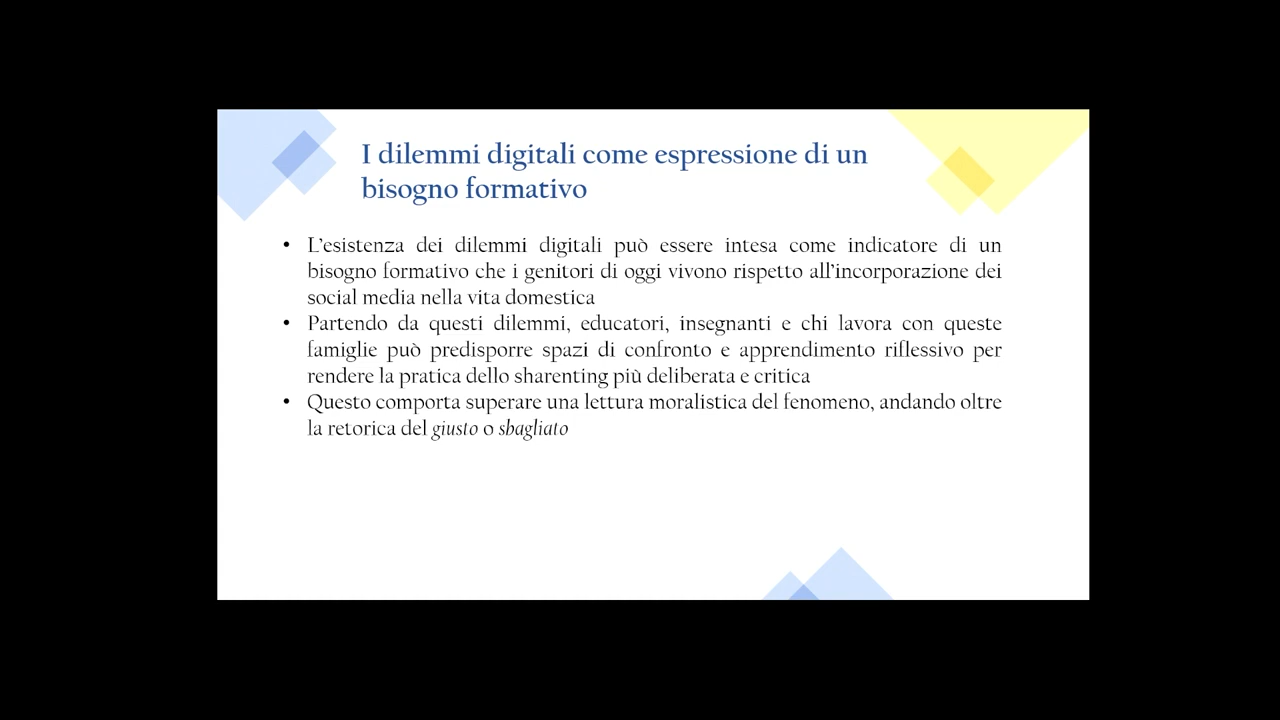 I dilemmi digitali come espressione di un
bisogno formativo
• L'esistenza dei dilemmi digitali può essere intesa come indicatore di un
bisogno formativo che i genitori di oggi vivono rispetto all'incorporazione dei
social media nella vita domestica
• Partendo da questi dilemmi, educatori, insegnanti e chi lavora con queste
famiglie può predisporre spazi di confronto e apprendimento riflessivo per
rendere la pratica dello sharenting più deliberata e critica
• Questo comporta superare una lettura moralistica del fenomeno, andando oltre
la retorica del giusto o sbagliato